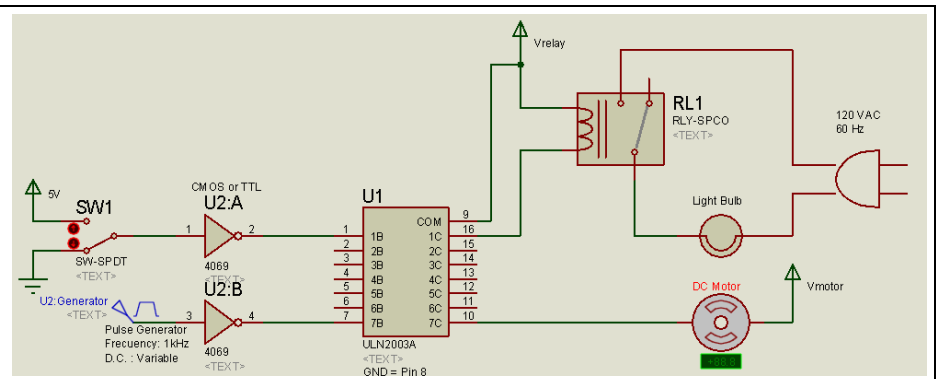 Vrelay
RL1
RLY-SPCO
<TEXT>
120 VAC
60 Hz
5V
SW1
SW-SPDT
<TEXT>
CMOS or TTL
U2:A
1
2
4069
<TEXT>
U1
1
2
3
4
5
6
7
1B
2B
3B
4B
5B
6B
7B
COM
1C
2C
3C
4C
5C
6C
7C
9
16
15
14
13
12
11
10
ULN2003A
<TEXT>
GND = Pin 8
Light Bulb
DC Motor
Vmotor
U2:Generator
<TEXT>
Pulse Generator
Frecuency: 1kHz
D.C. : Variable
U2:B
3
4
4069
<TEXT>